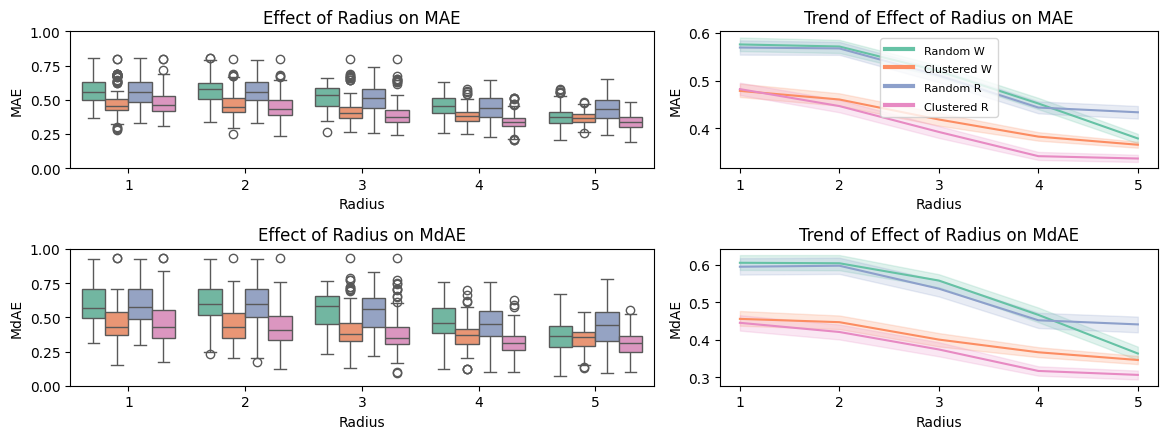 Effect of Radius on MAE
1.00
0.75
0.50
0.25
0.00
MAE
1
2
3
4
5
Radius
Trend of Effect of Radius on MAE
0.6
0.5
0.4
MAE
Random W
Clustered W
Random R
Clustered R
1
2
3
4
5
Radius
Effect of Radius on MdAE
1.00
0.75
0.50
0.25
0.00
MdAE
1
2
3
4
5
Radius
Trend of Effect of Radius on MdAE
0.6
0.5
0.4
0.3
MdAE
1
2
3
4
5
Radius